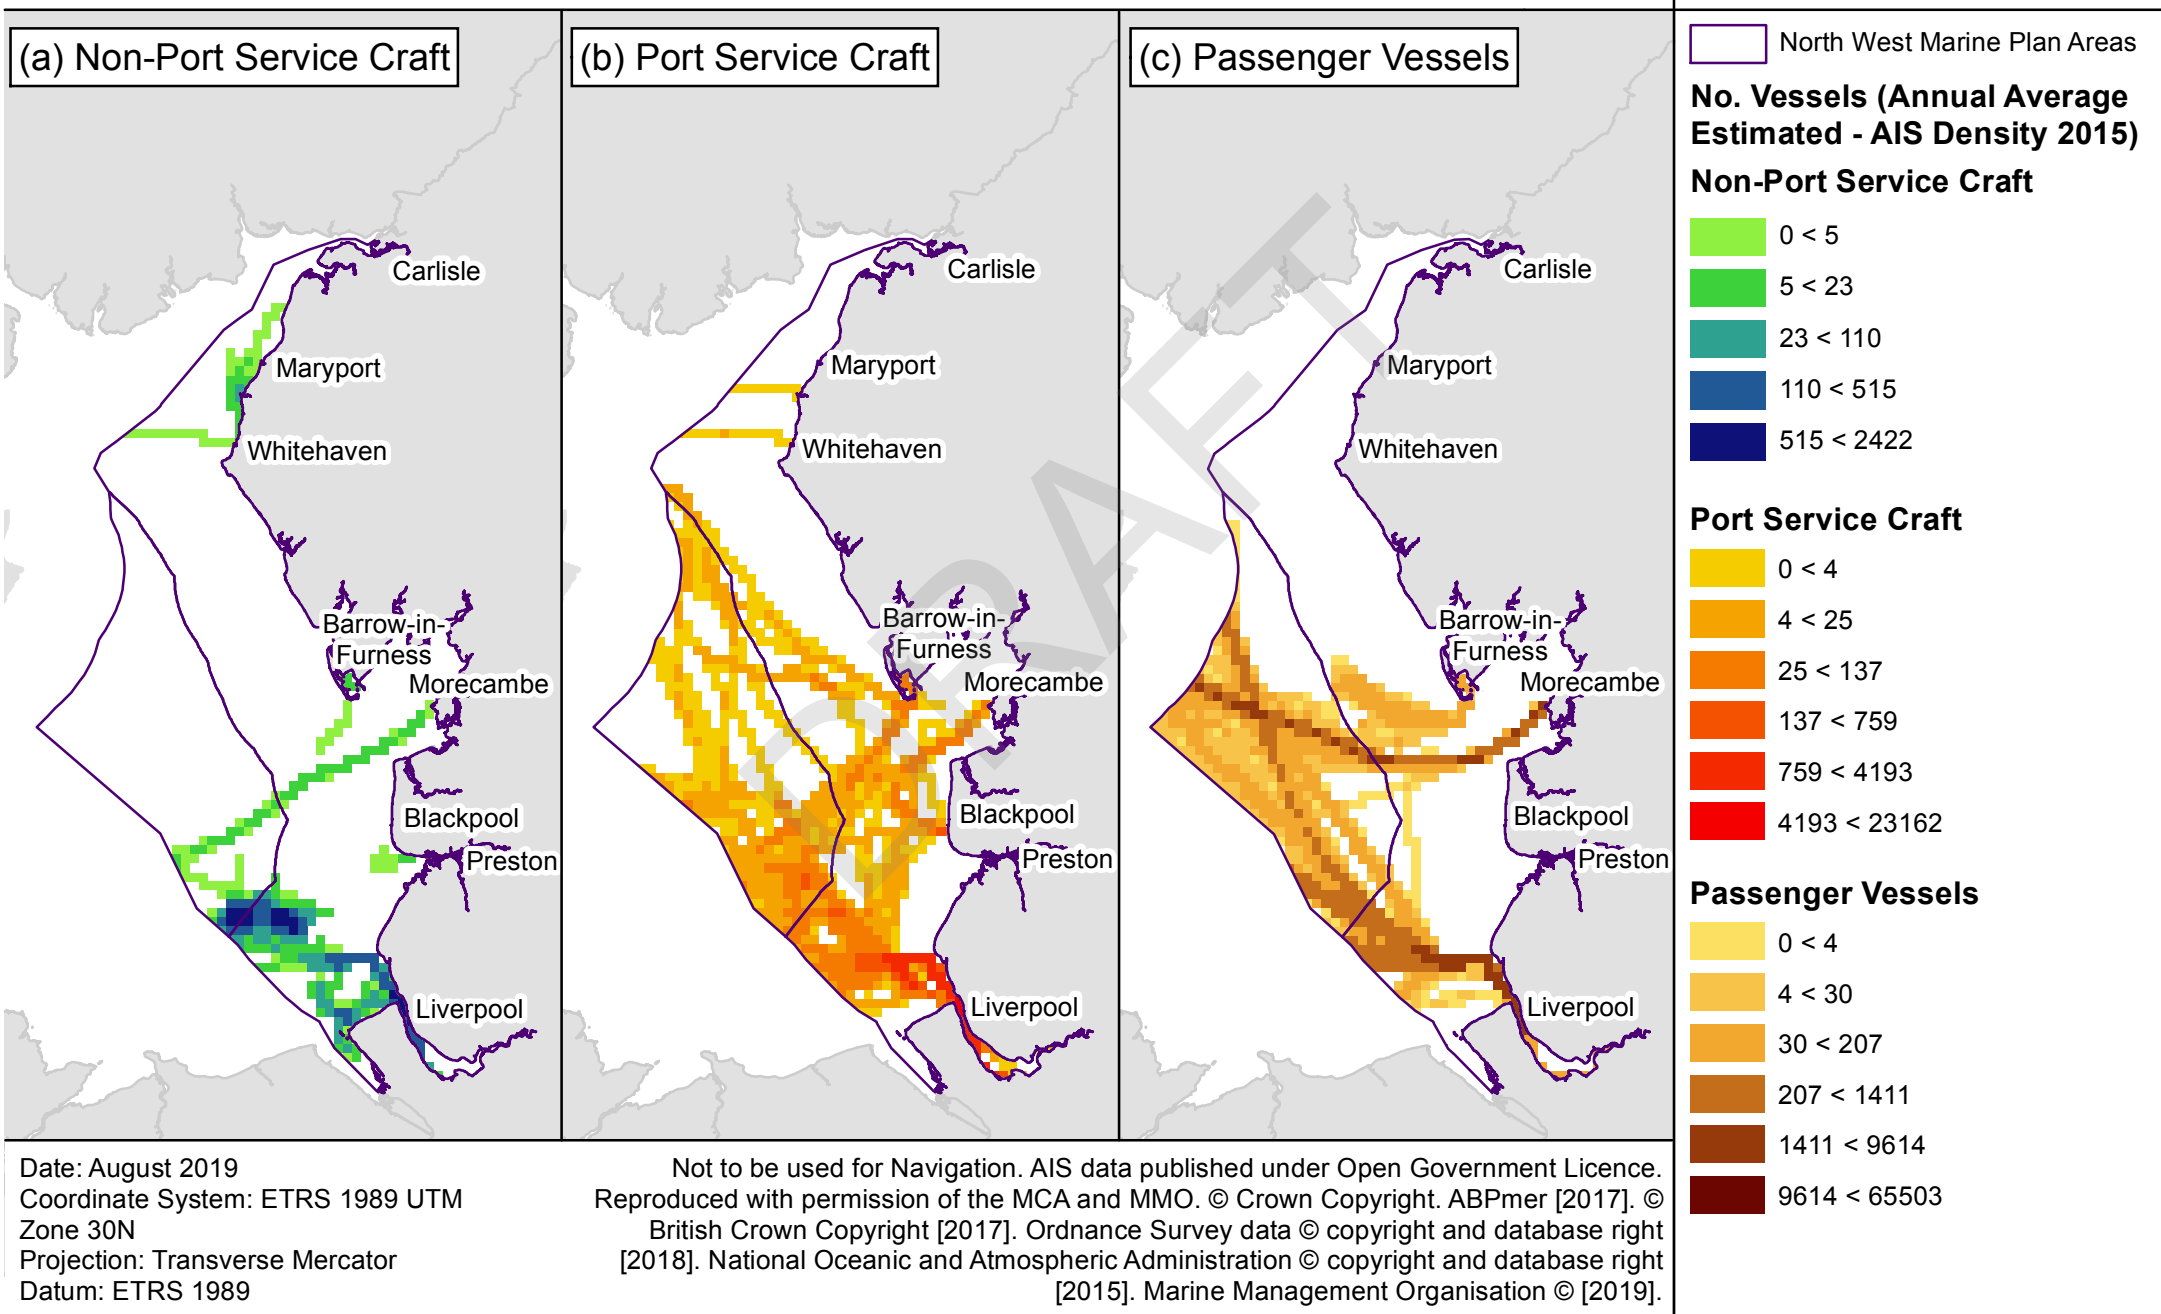 (a) Non-Port Service Craft
Carlisle
Maryport
Whitehaven
Barrow-in-
Furness
Morecambe
Blackpool
Preston
Liverpool
(b) Port Service Craft
Carlisle
Maryport
Whitehaven
Barrow-in-
Furness
Morecambe
Blackpool
Preston
Liverpool
(c) Passenger Vessels
Carlisle
Maryport
Whitehaven
Barrow-in-
Furness
Morecambe
Blackpool
Preston
Liverpool
DRAFT
North West Marine Plan Areas
No. Vessels (Annual Average
Estimated - AIS Density 2015)
Non-Port Service Craft
0 < 5
5 < 23
23 < 110
110 < 515
515 < 2422
Port Service Craft
0 < 4
4 < 25
25 < 137
137 < 759
759 < 4193
4193 < 23162
Passenger Vessels
0 < 4
4 < 30
30 < 207
207 < 1411
1411 < 9614
9614 < 65503
Date: August 2019
Coordinate System: ETRS 1989 UTM
Zone 30N
Projection: Transverse Mercator
Datum: ETRS 1989
Not to be used for Navigation. AIS data published under Open Government Licence.
Reproduced with permission of the MCA and MMO. © Crown Copyright. ABPmer [2017]. ©
British Crown Copyright [2017]. Ordnance Survey data © copyright and database right
[2018]. National Oceanic and Atmospheric Administration © copyright and database right
[2015]. Marine Management Organisation © [2019].